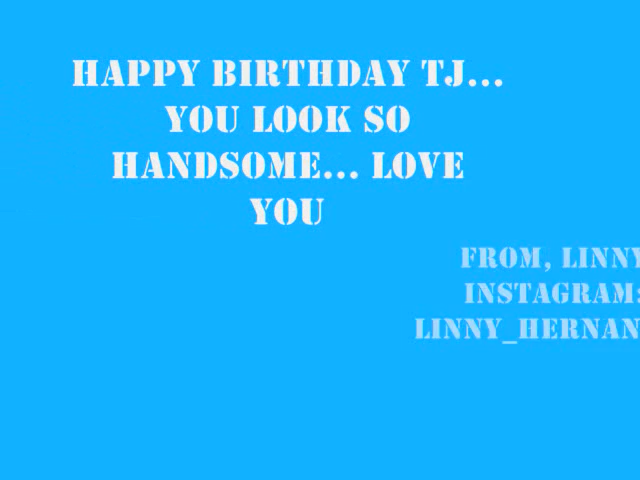 HAPPY BIRTHDAY TJ...
YOU LOOK SO
HANDSOME... LOVE
YOU
FROM, LINNY
INSTAGRAM:
LINNY_HERNAN